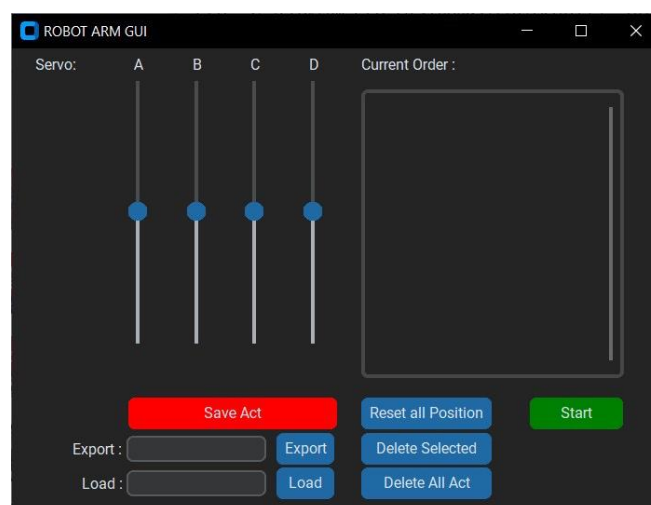 ROBOT ARM GUI
Servo: A B C D Current Order :
Save Act Reset all Position Start
Export : Export Delete Selected
Load : Load Delete All Act